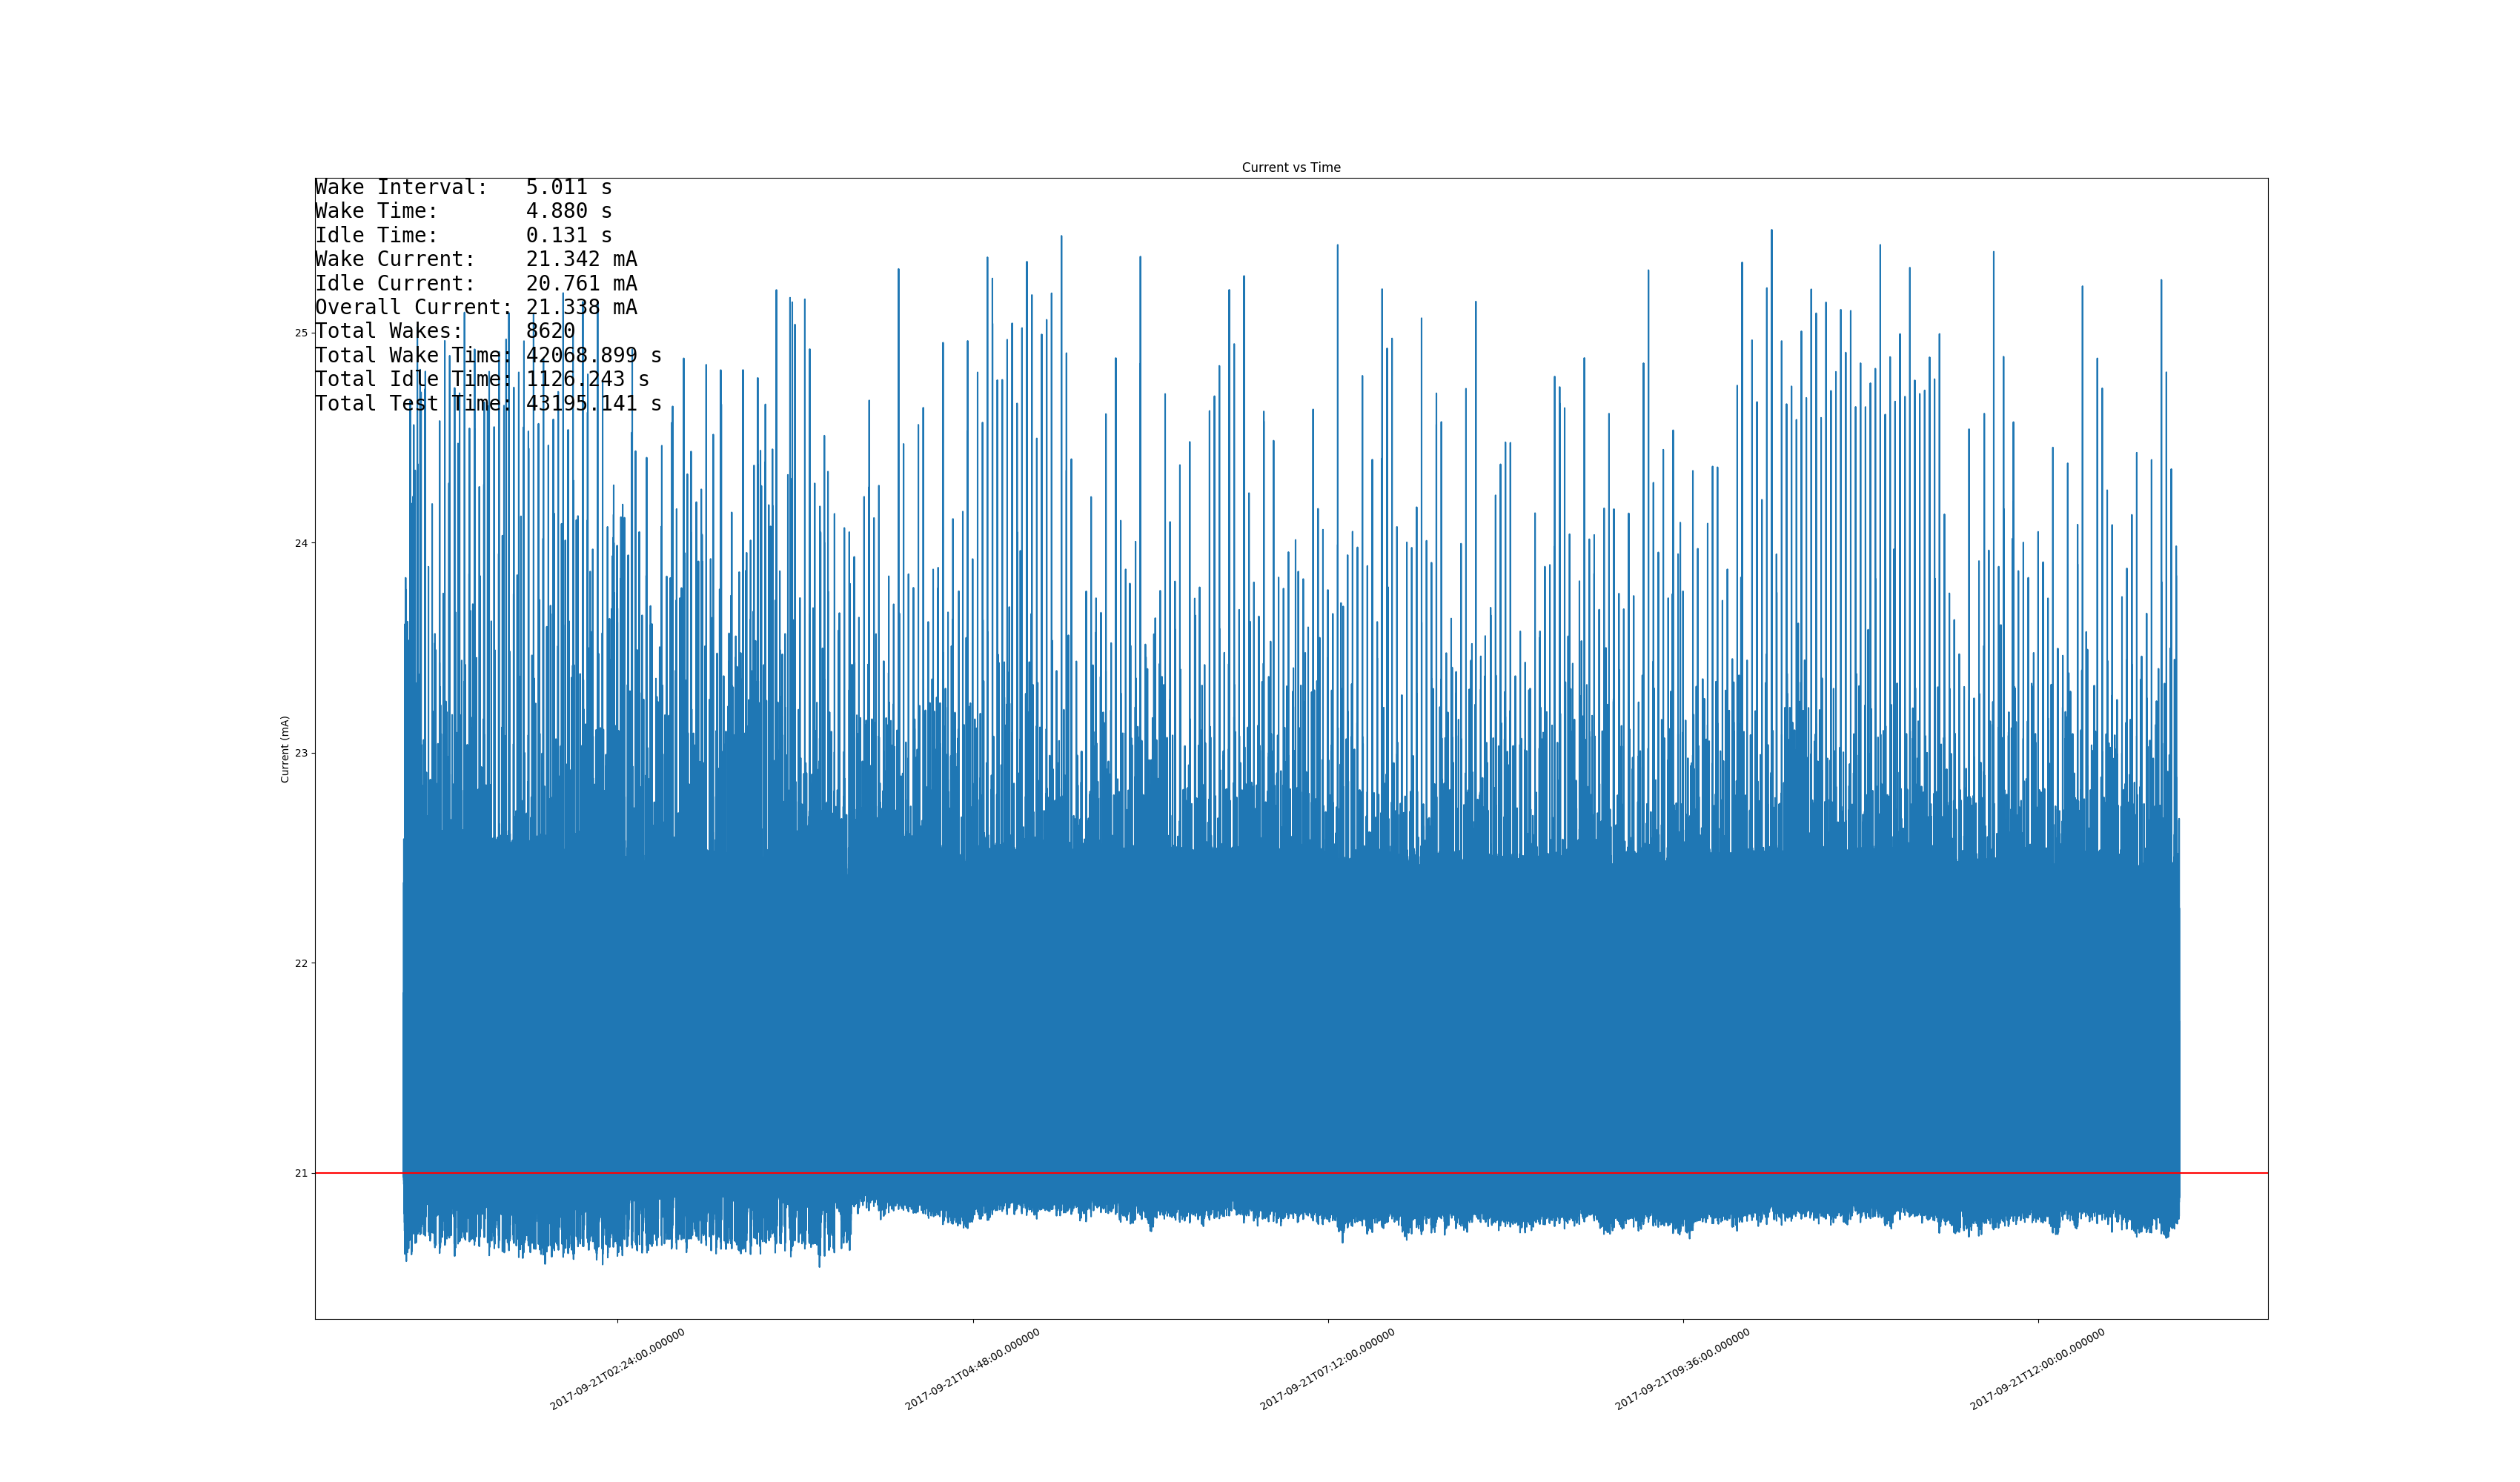 Current vs Time
Wake Interval:   5.011 s
Wake Time:       4.880 s
Idle Time:       0.131 s
Wake Current:    21.342 mA
Idle Current:    20.761 mA
Overall Current: 21.338 mA
Total Wakes:     8620
Total Wake Time: 42068.899 s
Total Idle Time: 1126.243 s
Total Test Time: 43195.141 s
25
24
23
22
21
Current (mA)
2017-09-21T02:24:00.000000
2017-09-21T04:48:00.000000
2017-09-21T07:12:00.000000
2017-09-21T09:36:00.000000
2017-09-21T12:00:00.000000